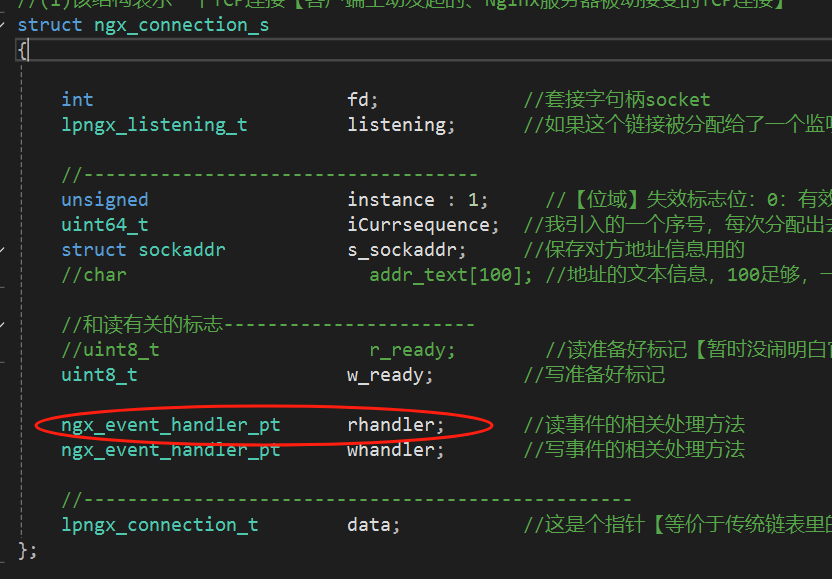 //(1)该结构表示一个TCP连接【客户端主动发起的、Nginx服务器被动接受的TCP连接】
struct ngx_connection_s
{
int fd; //套接字句柄socket
lpngx_listening_t listening; //如果这个链接被分配给了一个监听
//------------------------------------
unsigned instance : 1; //【位域】失效标志位：0：有效
uint64_t iCurrsequence; //我引入的一个序号，每次分配出去
struct sockaddr s_sockaddr; //保存对方地址信息用的
//char addr_text[100]; //地址的文本信息，100足够，一
//和读有关的标志-----------------------
//uint8_t r_ready; //读准备好标记【暂时没闹明白官
uint8_t w_ready; //写准备好标记
ngx_event_handler_pt rhandler; //读事件的相关处理方法
ngx_event_handler_pt whandler; //写事件的相关处理方法
//--------------------------------------------------
lpngx_connection_t data; //这是个指针【等价于传统链表里的
};